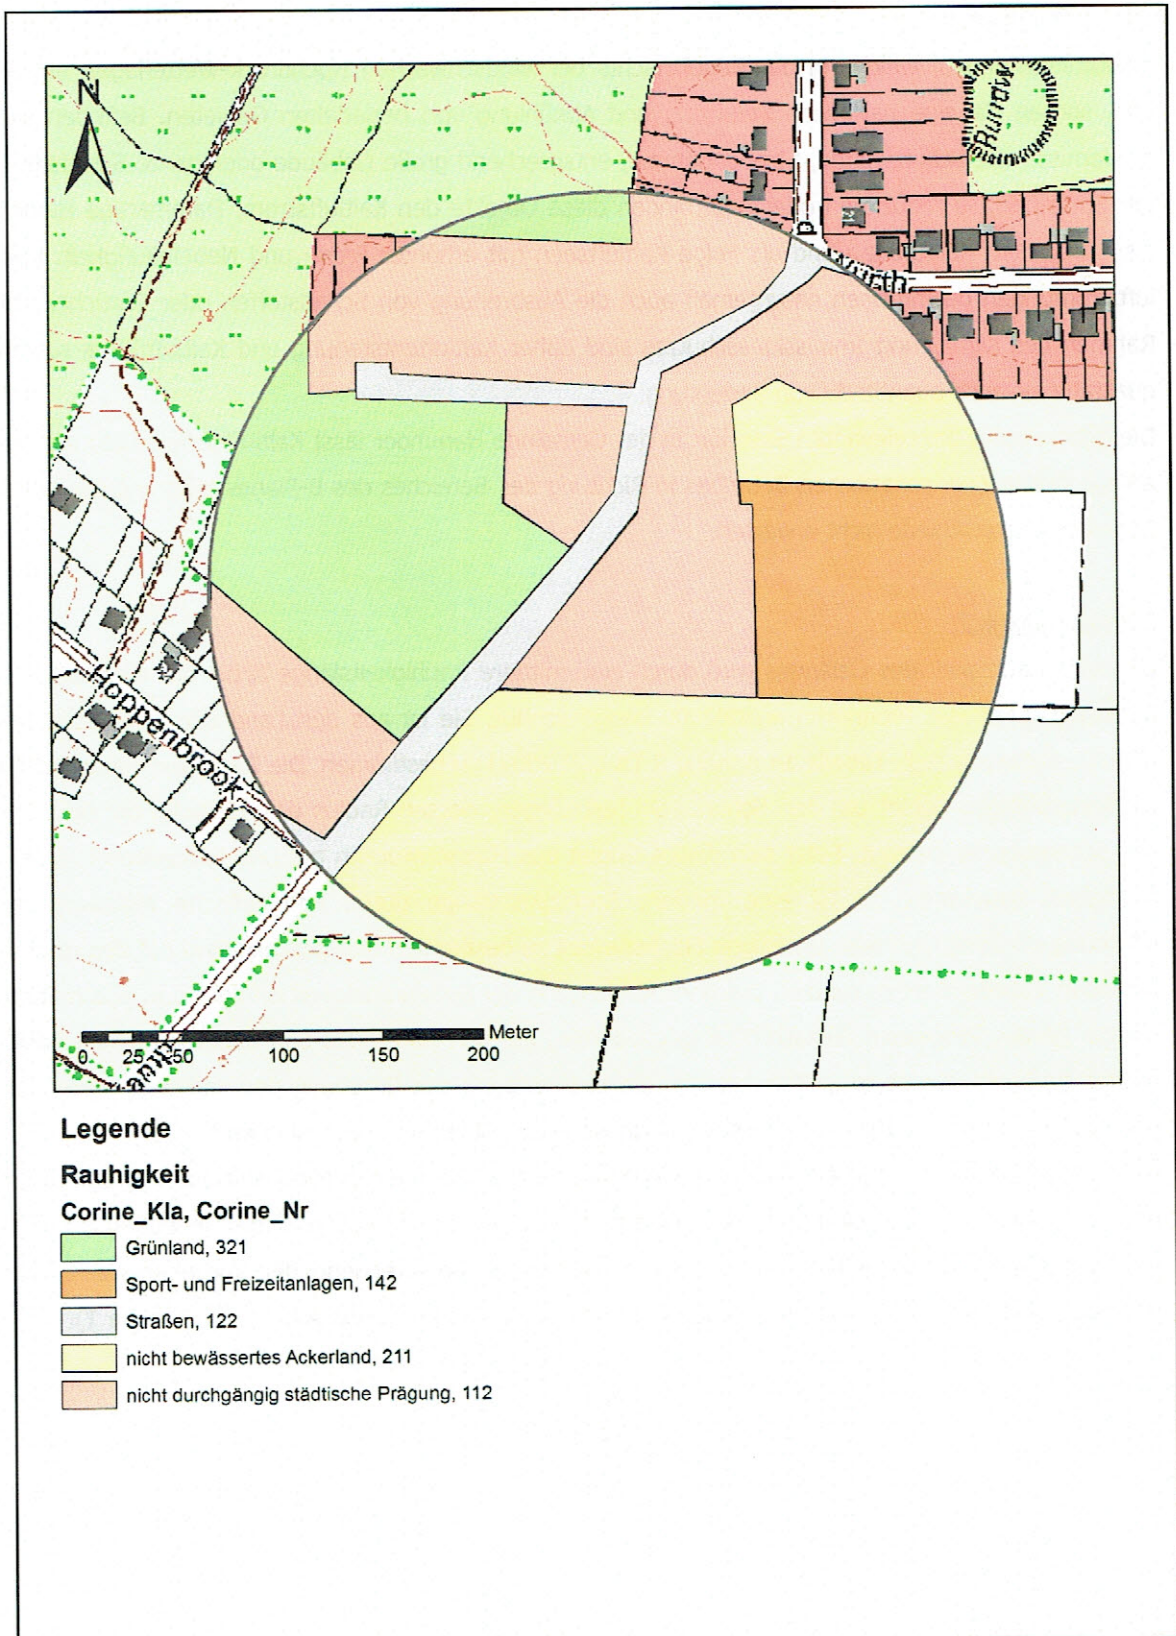 N
Rundw
Hoppenbrook
Meter
0 25 50 100 150 200
Legende
Rauhigkeit
Corine_Kla, Corine_Nr
Grünland, 321
Sport- und Freizeitanlagen, 142
Straßen, 122
nicht bewässertes Ackerland, 211
nicht durchgängig städtische Prägung, 112